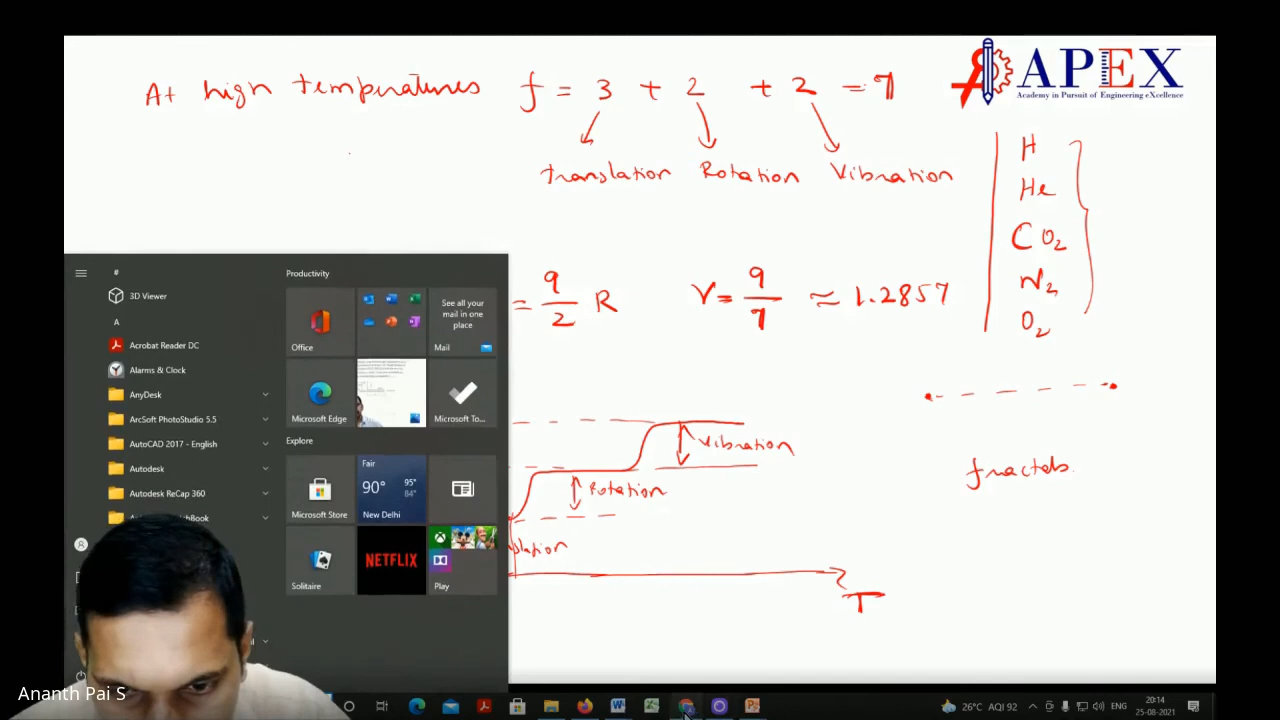 At high temperatures f = 3 + 2 + 2 = 7
translation Rotation Vibration
APEX
Academy in Pursuit of Engineering eXcellence
H
He
CO2
N2
O2
= 9/2 R γ = 9/7 ≈ 1.2857
Vibration
Rotation
T
fractals
#
3D Viewer
A
Acrobat Reader DC
Alarms & Clock
AnyDesk
ArcSoft PhotoStudio 5.5
AutoCAD 2017 - English
Autodesk
Autodesk ReCap 360
Productivity
Office
See all your
mail in one
place
Mail
Microsoft Edge
Microsoft To...
Explore
Microsoft Store
Fair
90° 95°
84°
New Delhi
Solitaire
NETFLIX
Play
Ananth Pai S
26°C AQI 92
ENG
20:14
25-08-2021